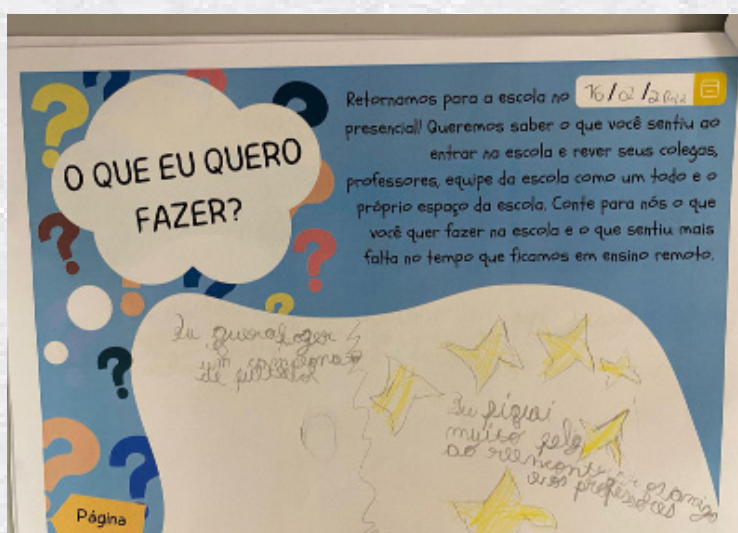 O QUE EU QUERO
FAZER?
Retornamos para a escola no 16/02/2022
presencial! Queremos saber o que você sentiu ao
entrar na escola e rever seus colegas,
professores, equipe da escola como um todo e o
próprio espaço da escola. Conte para nós o que
você quer fazer na escola e o que sentiu mais
falta no tempo que ficamos em ensino remoto.
Eu quero fazer
um
de futebol
Eu fiquei
muito feliz
ao reencontrar os amigo
e os professores
Página